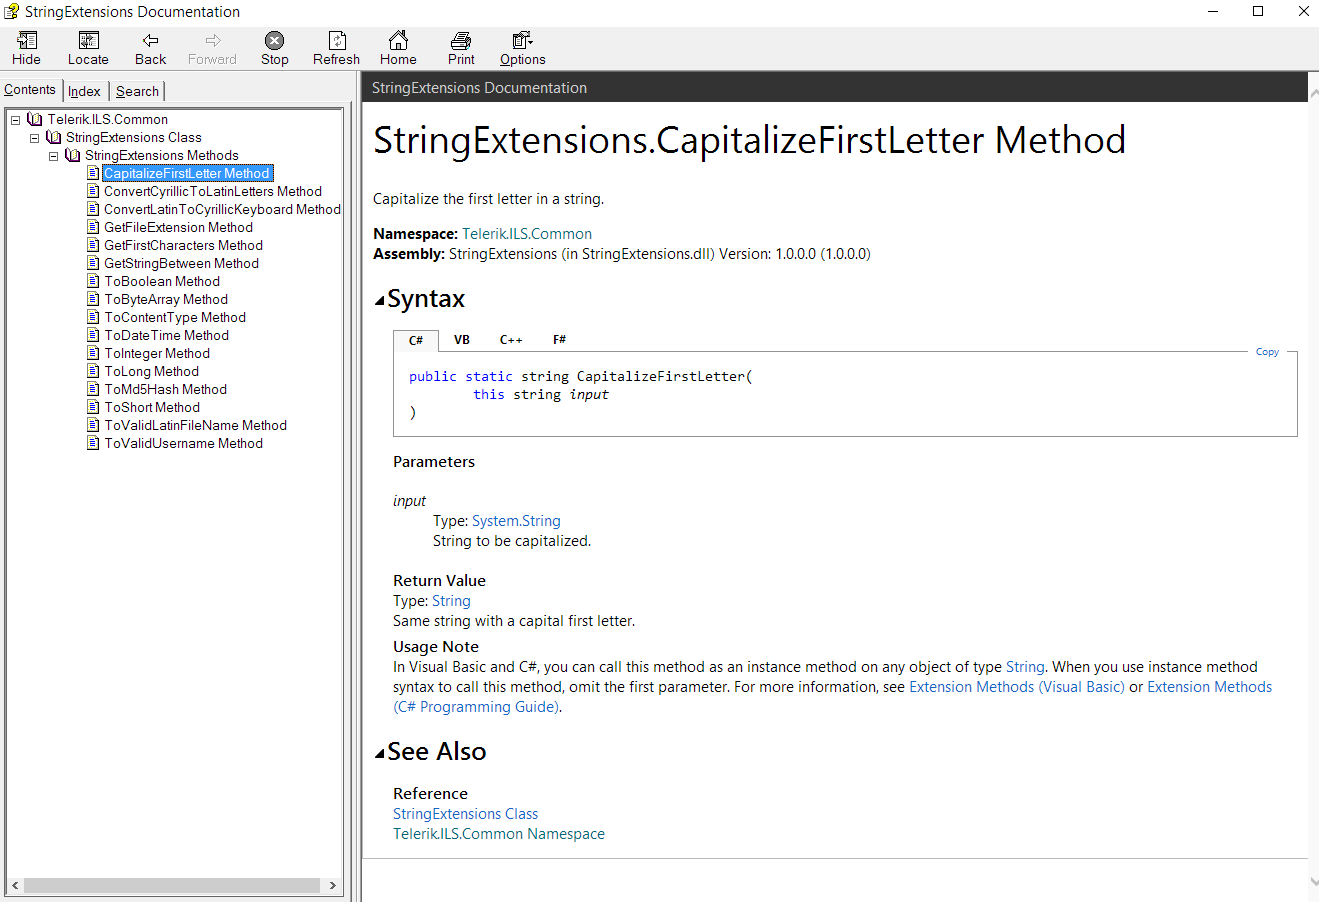 StringExtensions Documentation
Hide Locate Back Forward Stop Refresh Home Print Options
Contents Index Search
Telerik.ILS.Common
StringExtensions Class
StringExtensions Methods
CapitalizeFirstLetter Method
ConvertCyrillicToLatinLetters Method
ConvertLatinToCyrillicKeyboard Method
GetFileExtension Method
GetFirstCharacters Method
GetStringBetween Method
ToBoolean Method
ToByteArray Method
ToContentType Method
ToDateTime Method
ToInteger Method
ToLong Method
ToMd5Hash Method
ToShort Method
ToValidLatinFileName Method
ToValidUsername Method
StringExtensions Documentation
StringExtensions.CapitalizeFirstLetter Method
Capitalize the first letter in a string.
Namespace: Telerik.ILS.Common
Assembly: StringExtensions (in StringExtensions.dll) Version: 1.0.0.0 (1.0.0.0)
Syntax
C# VB C++ F#
Copy
public static string CapitalizeFirstLetter(
this string input
)
Parameters
input
Type: System.String
String to be capitalized.
Return Value
Type: String
Same string with a capital first letter.
Usage Note
In Visual Basic and C#, you can call this method as an instance method on any object of type String. When you use instance method
syntax to call this method, omit the first parameter. For more information, see Extension Methods (Visual Basic) or Extension Methods
(C# Programming Guide).
See Also
Reference
StringExtensions Class
Telerik.ILS.Common Namespace